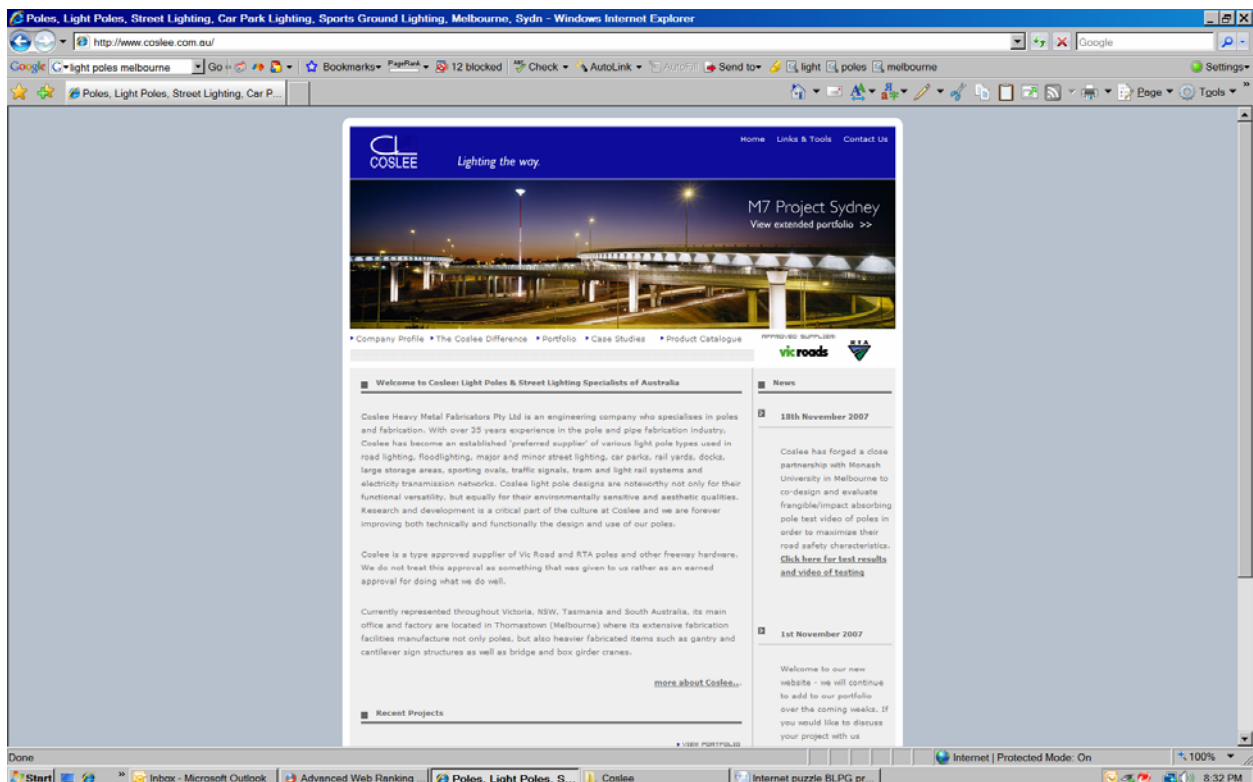 Poles, Light Poles, Street Lighting, Car Park Lighting, Sports Ground Lighting, Melbourne, Sydn - Windows Internet Explorer
http://www.coslee.com.au/
Google
Google light poles melbourne Go Bookmarks PageRank 12 blocked Check AutoLink AutoFill Send to light poles melbourne Settings
Poles, Light Poles, Street Lighting, Car P... Page Tools
Home Links & Tools Contact Us
CL
COSLEE
Lighting the way.
M7 Project Sydney
View extended portfolio >>
Company Profile The Coslee Difference Portfolio Case Studies Product Catalogue
APPROVED SUPPLIER:
vic roads
RTA
Welcome to Coslee: Light Poles & Street Lighting Specialists of Australia
Coslee Heavy Metal Fabricators Pty Ltd is an engineering company who specialises in poles
and fabrication. With over 35 years experience in the pole and pipe fabrication industry,
Coslee has become an established 'preferred supplier' of various light pole types used in
road lighting, floodlighting, major and minor street lighting, car parks, rail yards, docks,
large storage areas, sporting ovals, traffic signals, tram and light rail systems and
electricity transmission networks. Coslee light pole designs are noteworthy not only for their
functional versatility, but equally for their environmentally sensitive and aesthetic qualities.
Research and development is a critical part of the culture at Coslee and we are forever
improving both technically and functionally the design and use of our poles.
Coslee is a type approved supplier of Vic Road and RTA poles and other freeway hardware.
We do not treat this approval as something that was given to us rather as an earned
approval for doing what we do well.
Currently represented throughout Victoria, NSW, Tasmania and South Australia, its main
office and factory are located in Thomastown (Melbourne) where its extensive fabrication
facilities manufacture not only poles, but also heavier fabricated items such as gantry and
cantilever sign structures as well as bridge and box girder cranes.
more about Coslee...
Recent Projects
VIEW PORTFOLIO
News
18th November 2007
Coslee has forged a close
partnership with Monash
University in Melbourne to
co-design and evaluate
frangible/impact absorbing
pole test video of poles in
order to maximize their
road safety characteristics.
Click here for test results
and video of testing
1st November 2007
Welcome to our new
website - we will continue
to add to our portfolio
over the coming weeks. If
you would like to discuss
your project with us
Done Internet | Protected Mode: On 100%
Start Inbox - Microsoft Outlook Advanced Web Ranking ... Poles, Light Poles, S... Coslee Internet puzzle BLPG pr... 8:32 PM